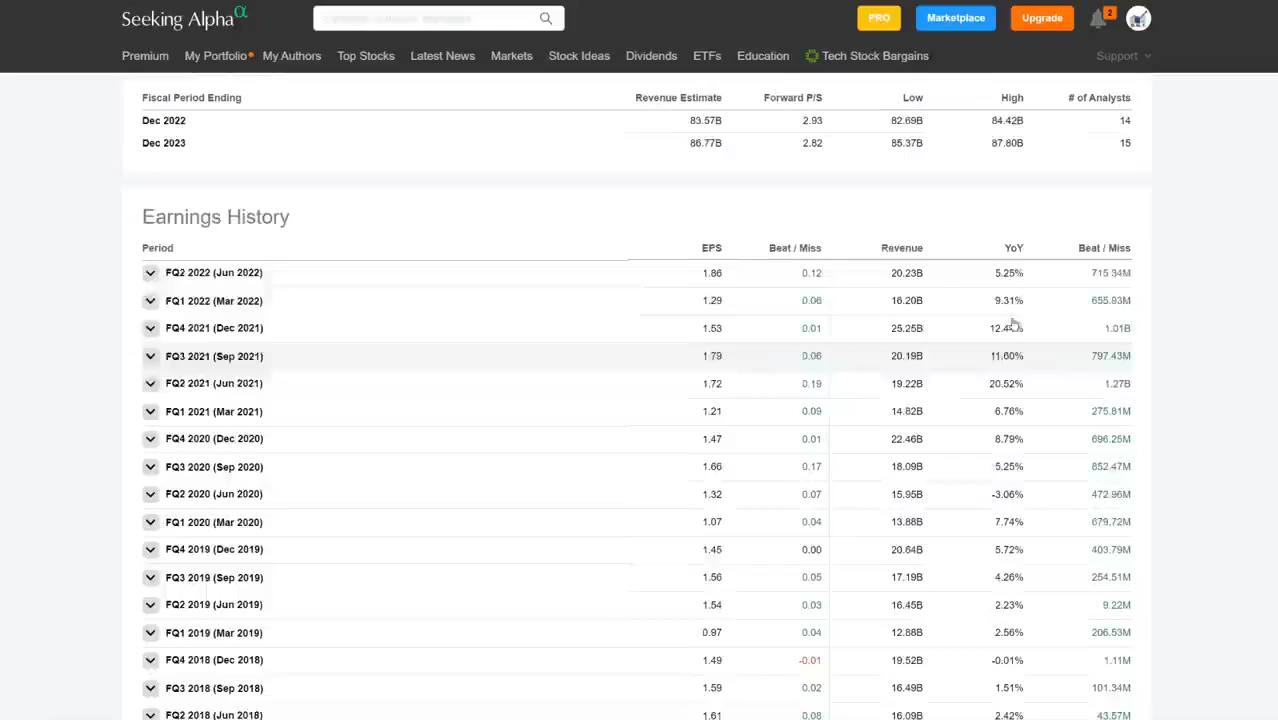 Seeking Alpha α
PRO Marketplace Upgrade 2
Premium My Portfolio My Authors Top Stocks Latest News Markets Stock Ideas Dividends ETFs Education Tech Stock Bargains Support
Fiscal Period Ending Revenue Estimate Forward P/S Low High # of Analysts
Dec 2022 83.57B 2.93 82.69B 84.42B 14
Dec 2023 86.77B 2.82 85.37B 87.80B 15
Earnings History
Period EPS Beat / Miss Revenue YoY Beat / Miss
FQ2 2022 (Jun 2022) 1.86 0.12 20.23B 5.25% 715.34M
FQ1 2022 (Mar 2022) 1.29 0.06 16.20B 9.31% 655.93M
FQ4 2021 (Dec 2021) 1.53 0.01 25.25B 1.01B
FQ3 2021 (Sep 2021) 1.79 0.06 20.19B 11.60% 797.43M
FQ2 2021 (Jun 2021) 1.72 0.19 19.22B 20.52% 1.27B
FQ1 2021 (Mar 2021) 1.21 0.09 14.82B 6.76% 275.81M
FQ4 2020 (Dec 2020) 1.47 0.01 22.46B 8.79% 696.25M
FQ3 2020 (Sep 2020) 1.66 0.17 18.09B 5.25% 852.47M
FQ2 2020 (Jun 2020) 1.32 0.07 15.95B -3.06% 472.96M
FQ1 2020 (Mar 2020) 1.07 0.04 13.88B 7.74% 679.72M
FQ4 2019 (Dec 2019) 1.45 0.00 20.64B 5.72% 403.79M
FQ3 2019 (Sep 2019) 1.56 0.05 17.19B 4.26% 254.51M
FQ2 2019 (Jun 2019) 1.54 0.03 16.45B 2.23% 9.22M
FQ1 2019 (Mar 2019) 0.97 0.04 12.88B 2.56% 206.53M
FQ4 2018 (Dec 2018) 1.49 -0.01 19.52B -0.01% 1.11M
FQ3 2018 (Sep 2018) 1.59 0.02 16.49B 1.51% 101.34M
FQ2 2018 (Jun 2018) 1.61 0.08 16.09B 2.42% 43.57M